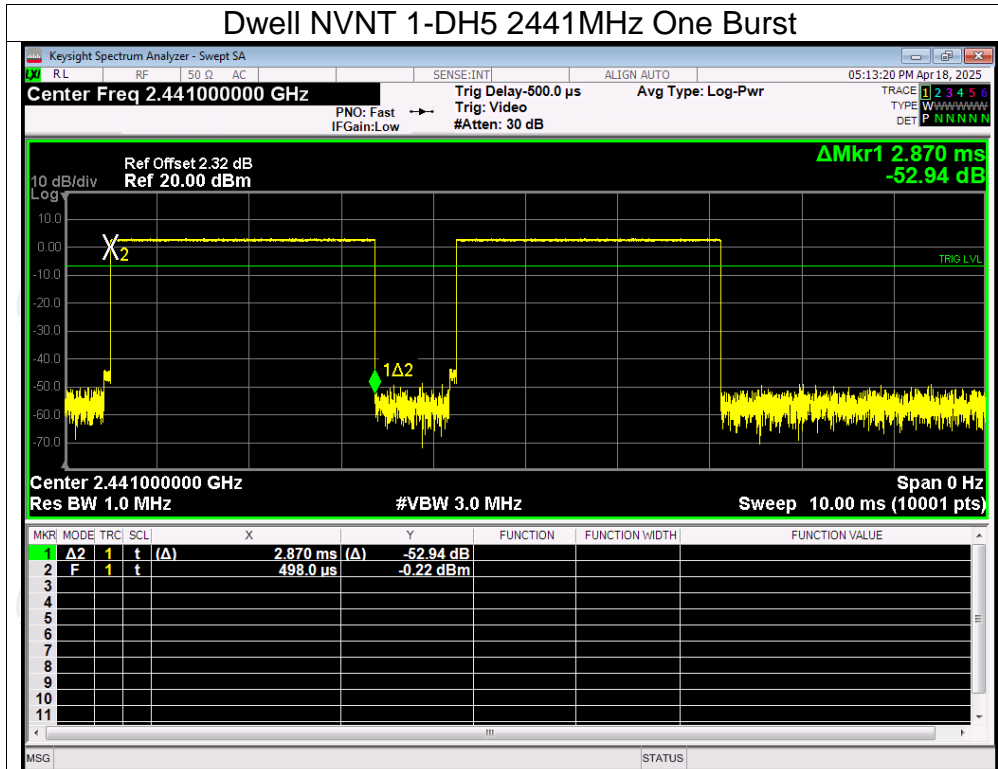 Dwell NVNT 1-DH5 2441MHz One Burst
Keysight Spectrum Analyzer - Swept SA
LXI RL RF 50 Ω AC SENSE:INT ALIGN AUTO 05:13:20 PM Apr 18, 2025
Center Freq 2.441000000 GHz
PNO: Fast
IFGain:Low
Trig Delay-500.0 µs
Trig: Video
#Atten: 30 dB
Avg Type: Log-Pwr
TRACE 1 2 3 4 5 6
TYPE WWWWWW
DET P N N N N N
ΔMkr1 2.870 ms
-52.94 dB
Ref Offset 2.32 dB
10 dB/div Ref 20.00 dBm
Log
10.0
0.00
-10.0
-20.0
-30.0
-40.0
-50.0
-60.0
-70.0
X2
TRIG LVL
1Δ2
Center 2.441000000 GHz Span 0 Hz
Res BW 1.0 MHz #VBW 3.0 MHz Sweep 10.00 ms (10001 pts)
MKR MODE TRC SCL X Y FUNCTION FUNCTION WIDTH FUNCTION VALUE
1 Δ2 1 t (Δ) 2.870 ms (Δ) -52.94 dB
2 F 1 t 498.0 µs -0.22 dBm
3
4
5
6
7
8
9
10
11
MSG STATUS